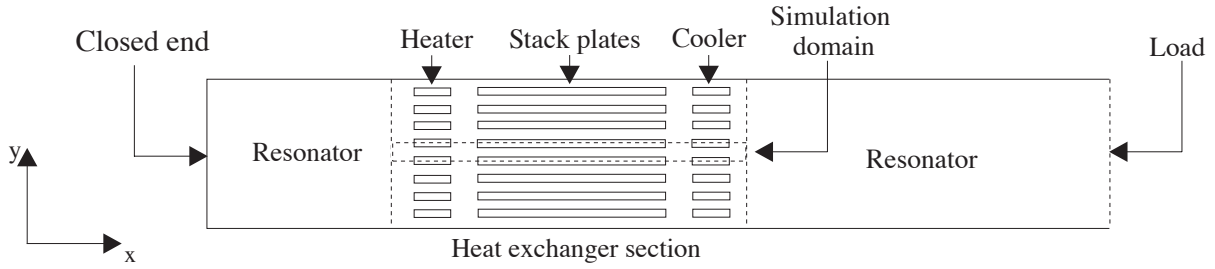 Simulation
domain
Closed end
Heater
Stack plates
Cooler
Load
Resonator
Resonator
y
x
Heat exchanger section